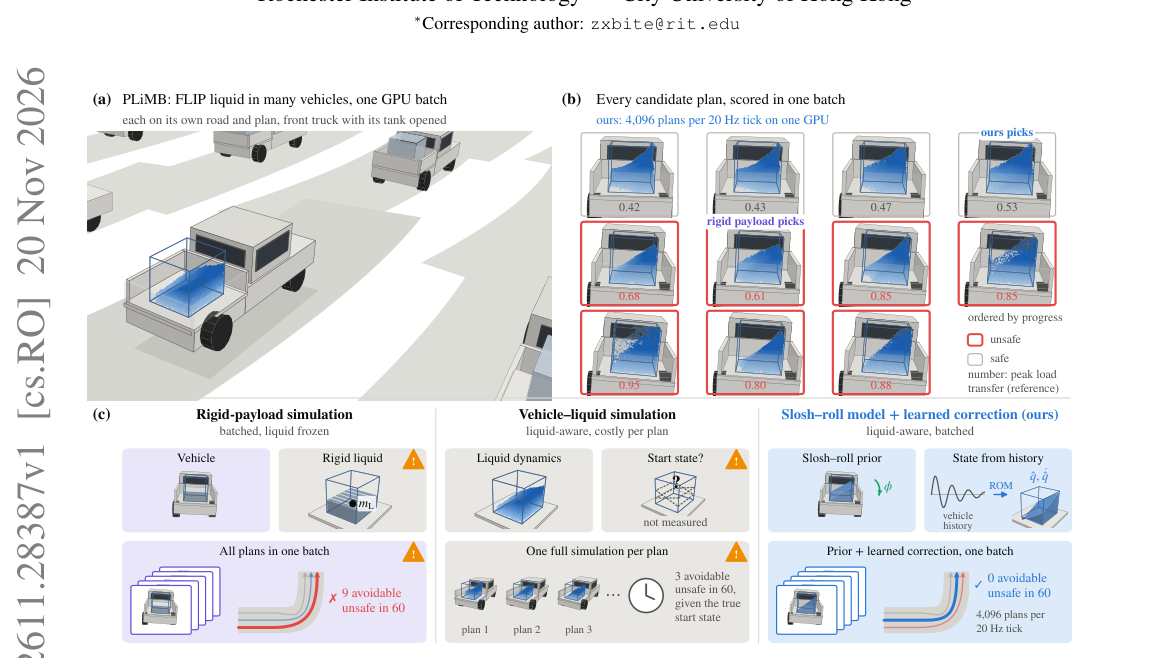 *Corresponding author: zxbite@rit.edu
2611.28387v1 [cs.RO] 20 Nov 2026
(a) PLiMB: FLIP liquid in many vehicles, one GPU batch
each on its own road and plan, front truck with its tank opened
(b) Every candidate plan, scored in one batch
ours: 4,096 plans per 20 Hz tick on one GPU
ours picks
0.42 0.43 0.47 0.53
rigid payload picks
0.68 0.61 0.85 0.85
0.95 0.80 0.88
ordered by progress
unsafe
safe
number: peak load
transfer (reference)
(c)
Rigid-payload simulation
batched, liquid frozen
Vehicle
Rigid liquid
!
m_L
All plans in one batch
!
✗ 9 avoidable
unsafe in 60
Vehicle–liquid simulation
liquid-aware, costly per plan
Liquid dynamics
Start state?
!
?
not measured
One full simulation per plan
!
plan 1 plan 2 plan 3
...
3 avoidable
unsafe in 60,
given the true
start state
Slosh–roll model + learned correction (ours)
liquid-aware, batched
Slosh–roll prior
ϕ
State from history
vehicle
history
ROM
q̂, q̂̇
Prior + learned correction, one batch
✓ 0 avoidable
unsafe in 60
4,096 plans per
20 Hz tick